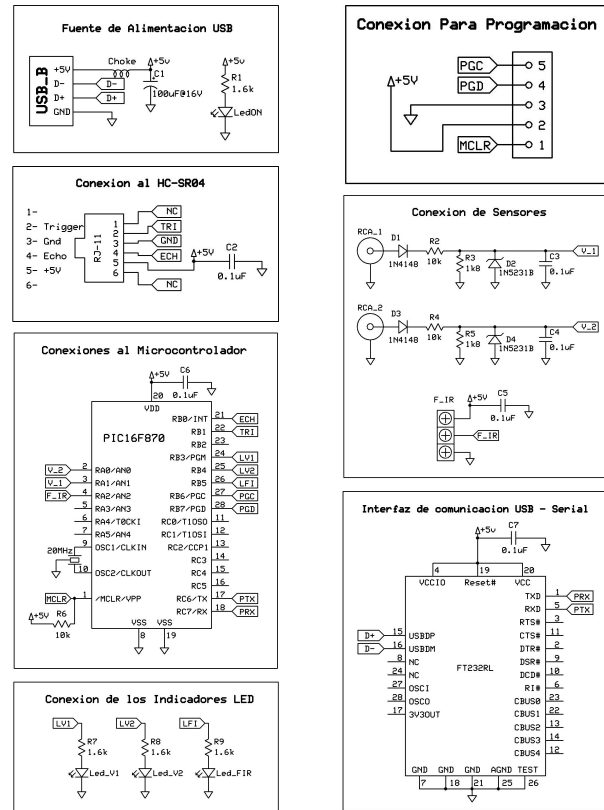 Fuente de Alimentacion USB
USB_B
+5V
D-
D+
GND
Choke
D-
D+
+5v
C1
100uF@16V
+5v
R1
1.6k
LedON
Conexion Para Programacion
+5V
PGC
PGD
MCLR
5
4
3
2
1
Conexion al HC-SR04
1-
2- Trigger
3- Gnd
4- Echo
5- +5V
6-
RJ-11
1
2
3
4
5
6
NC
TRI
GND
ECH
NC
+5v
C2
0.1uF
Conexion de Sensores
RCA_1
D1
1N4148
R2
10k
R3
1k8
D2
1N5231B
C3
0.1uF
V_1
RCA_2
D3
1N4148
R4
10k
R5
1k8
D4
1N5231B
C4
0.1uF
V_2
F_IR
+5V
C5
0.1uF
F_IR
Conexiones al Microcontrolador
+5v
C6
0.1uF
20
VDD
PIC16F870
V_2
2
RA0/AN0
V_1
3
RA1/AN1
F_IR
4
RA2/AN2
5
RA3/AN3
6
RA4/T0CKI
7
RA5/AN4
9
OSC1/CLKIN
20MHz
10
OSC2/CLKOUT
MCLR
1
/MCLR/VPP
+5V
R6
10k
RB0/INT
21
ECH
RB1
22
TRI
RB2
23
RB3/PGM
24
LV1
RB4
25
LV2
RB5
26
LFI
RB6/PGC
27
PGC
RB7/PGD
28
PGD
RC0/T1OSO
11
RC1/T1OSI
12
RC2/CCP1
13
RC3
14
RC4
15
RC5
16
RC6/TX
17
PTX
RC7/RX
18
PRX
VSS
VSS
8
19
Interfaz de comunicacion USB - Serial
+5v
C7
0.1uF
4
19
20
VCCIO
Reset#
VCC
FT232RL
D+
15
USBDP
D-
16
USBDM
8
NC
24
NC
27
OSCI
28
OSCO
17
3V3OUT
TXD
1
PRX
RXD
5
PTX
RTS#
3
CTS#
11
DTR#
2
DSR#
9
DCD#
10
RI#
6
CBUS0
23
CBUS1
22
CBUS2
13
CBUS3
14
CBUS4
12
GND
GND
GND
AGND
TEST
7
18
21
25
26
Conexion de los Indicadores LED
LV1
R7
1.6k
Led_V1
LV2
R8
1.6k
Led_V2
LFI
R9
1.6k
Led_FIR